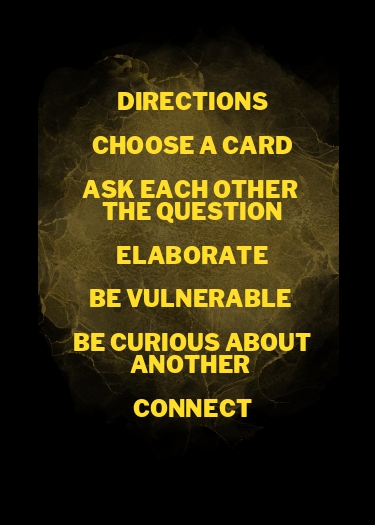 DIRECTIONS
CHOOSE A CARD
ASK EACH OTHER
THE QUESTION
ELABORATE
BE VULNERABLE
BE CURIOUS ABOUT
ANOTHER
CONNECT